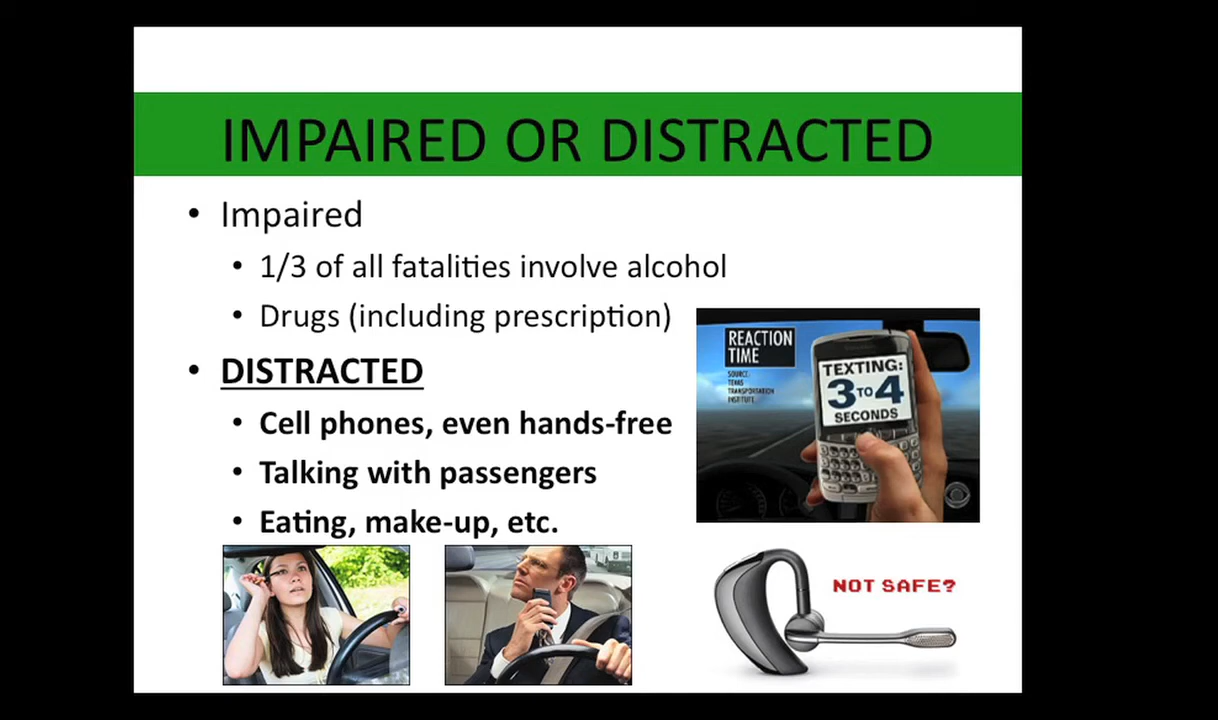 IMPAIRED OR DISTRACTED
• Impaired
• 1/3 of all fatalities involve alcohol
• Drugs (including prescription)
• DISTRACTED
• Cell phones, even hands-free
• Talking with passengers
• Eating, make-up, etc.
REACTION
TIME
SOURCE:
TEXAS
TRANSPORTATION
INSTITUTE.
TEXTING:
3 TO 4
SECONDS
NOT SAFE?